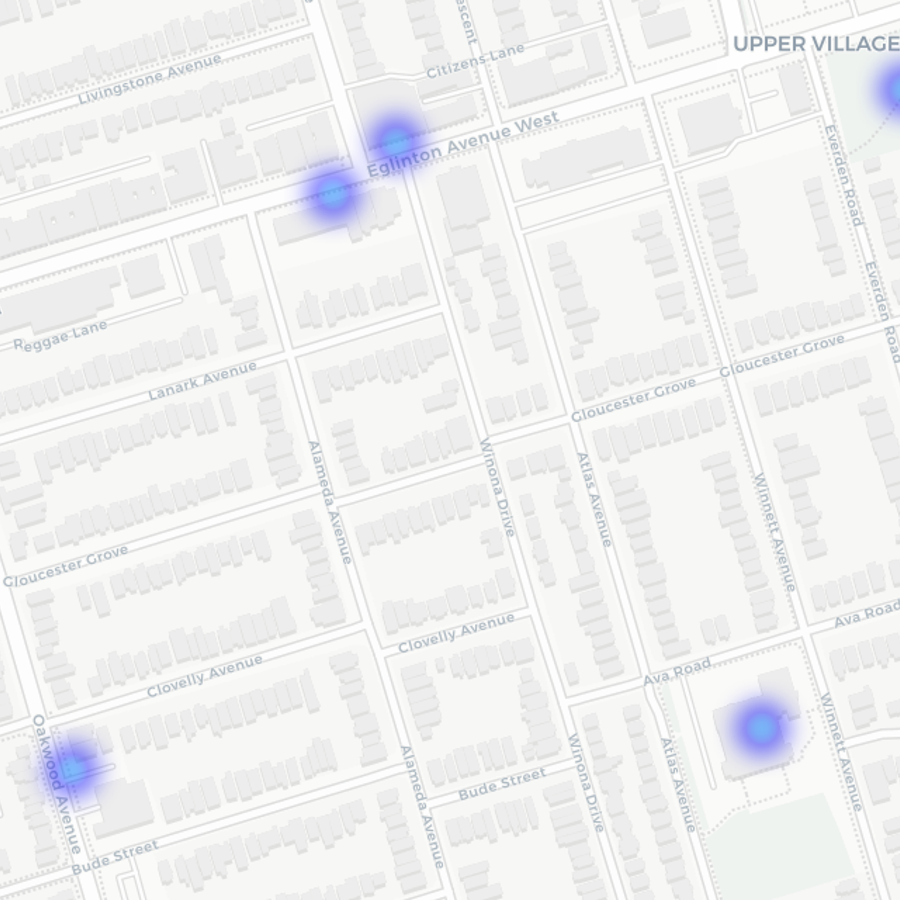 escent
UPPER VILLAGE
Citizens Lane
Livingstone Avenue
Eglinton Avenue West
Everden Road
Everden Road
Reggae Lane
Gloucester Grove
Lanark Avenue
Gloucester Grove
Alameda Avenue
Winona Drive
Atlas Avenue
Winnett Avenue
Gloucester Grove
Clovelly Avenue
Ava Road
Clovelly Avenue
Ava Road
Oakwood Avenue
Winnett Avenue
Winona Drive
Atlas Avenue
Alameda Avenue
Bude Street
Bude Street